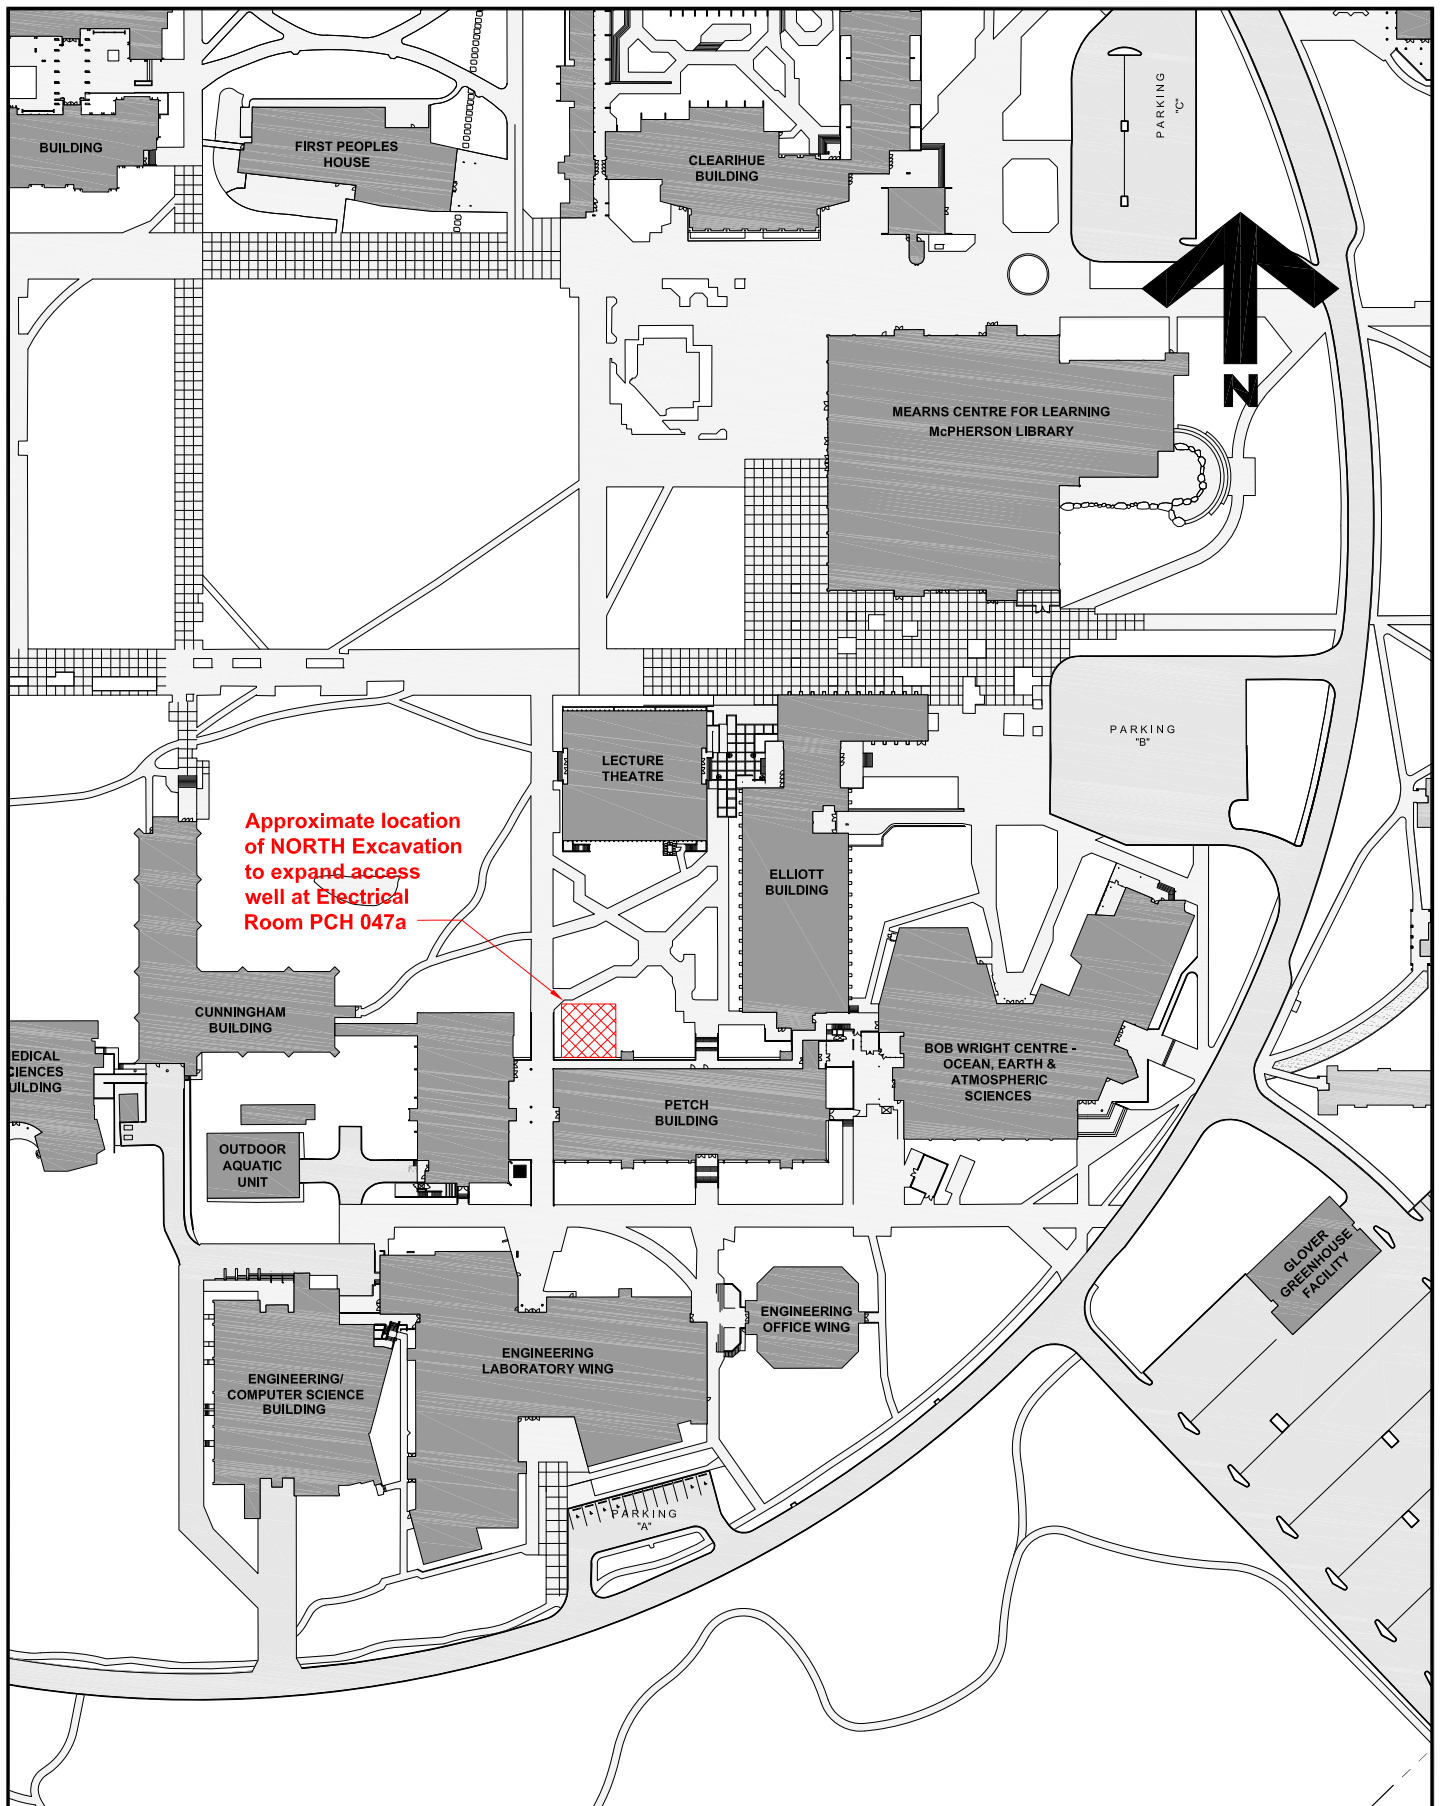 PARKING
"C"
BUILDING
FIRST PEOPLES
HOUSE
CLEARIHUE
BUILDING
N
MEARNS CENTRE FOR LEARNING
McPHERSON LIBRARY
PARKING
"B"
LECTURE
THEATRE
Approximate location
of NORTH Excavation
to expand access
well at Electrical
Room PCH 047a
ELLIOTT
BUILDING
CUNNINGHAM
BUILDING
EDICAL
CIENCES
UILDING
BOB WRIGHT CENTRE -
OCEAN, EARTH &
ATMOSPHERIC
SCIENCES
PETCH
BUILDING
OUTDOOR
AQUATIC
UNIT
GLOVER
GREENHOUSE
FACILITY
ENGINEERING
OFFICE WING
ENGINEERING
LABORATORY WING
ENGINEERING/
COMPUTER SCIENCE
BUILDING
PARKING
"A"